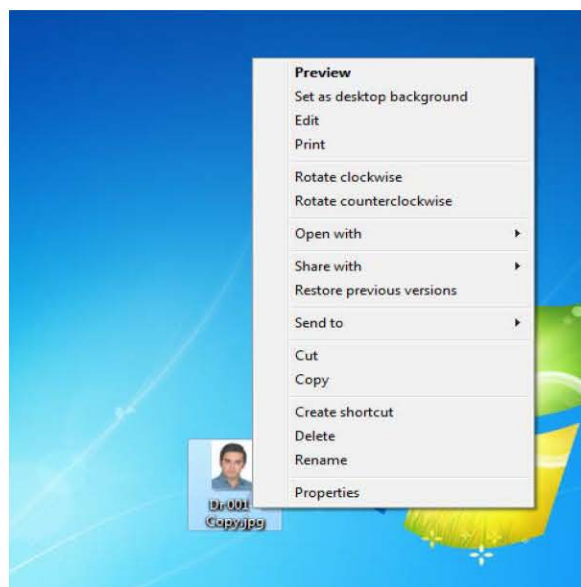 Preview
Set as desktop background
Edit
Print
Rotate clockwise
Rotate counterclockwise
Open with
Share with
Restore previous versions
Send to
Cut
Copy
Create shortcut
Delete
Rename
Properties
Dr 001
Copy.jpg